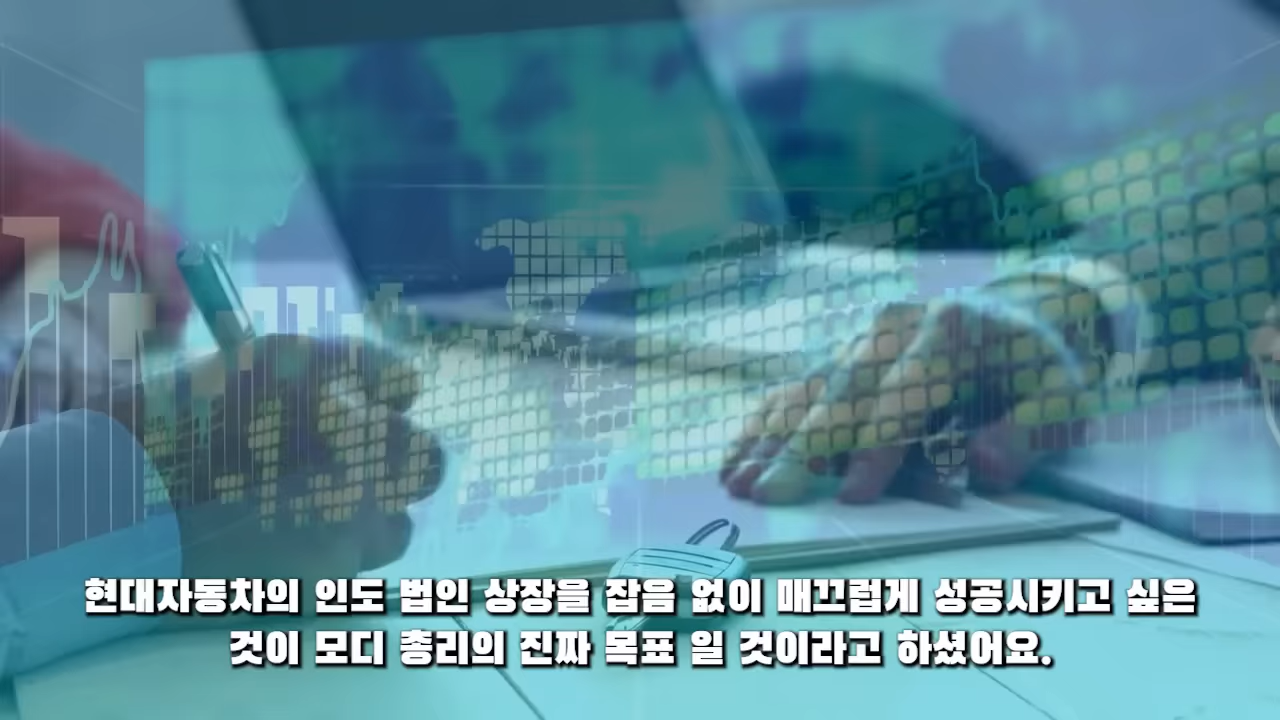 현대자동차의 인도 법인 상장을 잡음 없이 매끄럽게 성공시키고 싶은
것이 모디 총리의 진짜 목표 일 것이라고 하셨어요.